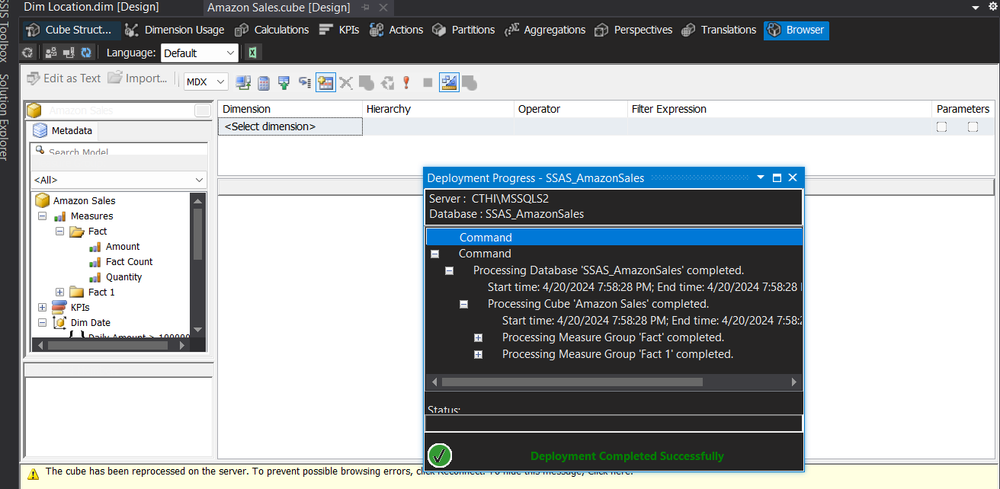 SSIS Toolbox
Solution Explorer
Dim Location.dim [Design]
Amazon Sales.cube [Design]
Cube Struct...
Dimension Usage
Calculations
KPIs
Actions
Partitions
Aggregations
Perspectives
Translations
Browser
Language:
Default
Edit as Text
Import...
MDX
Amazon Sales
Metadata
Search Model
<All>
Amazon Sales
Measures
Fact
Amount
Fact Count
Quantity
Fact 1
KPIs
Dim Date
Dimension
Hierarchy
Operator
Filter Expression
Parameters
<Select dimension>
Deployment Progress - SSAS_AmazonSales
Server : CTHI\MSSQLS2
Database : SSAS_AmazonSales
Command
Command
Processing Database 'SSAS_AmazonSales' completed.
Start time: 4/20/2024 7:58:28 PM; End time: 4/20/2024 7:58:28
Processing Cube 'Amazon Sales' completed.
Start time: 4/20/2024 7:58:28 PM; End time: 4/20/2024 7:58:
Processing Measure Group 'Fact' completed.
Processing Measure Group 'Fact 1' completed.
Status:
Deployment Completed Successfully
The cube has been reprocessed on the server. To prevent possible browsing errors, click Reconnect. To hide this message, Click here.